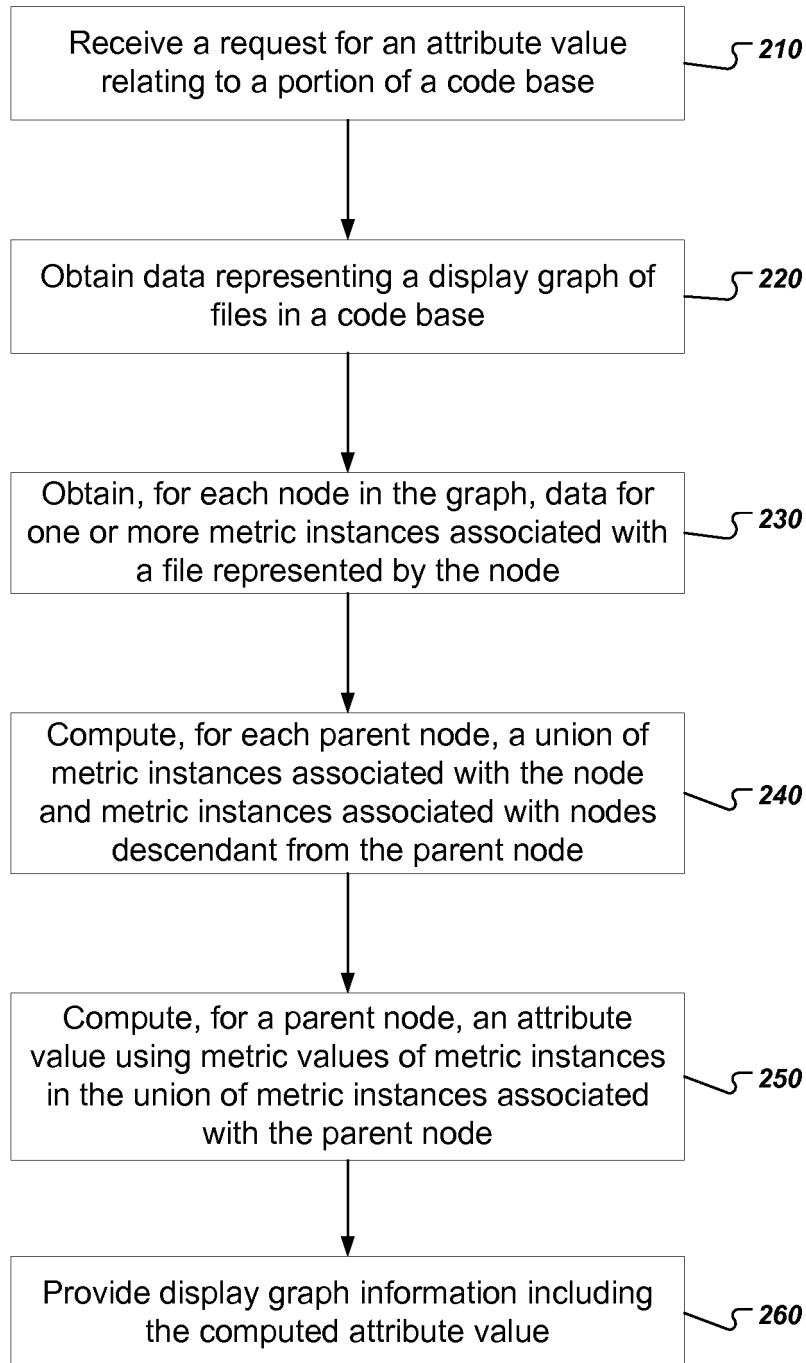 Receive a request for an attribute value
relating to a portion of a code base
210
Obtain data representing a display graph of
files in a code base
220
Obtain, for each node in the graph, data for
one or more metric instances associated with
a file represented by the node
230
Compute, for each parent node, a union of
metric instances associated with the node
and metric instances associated with nodes
descendant from the parent node
240
Compute, for a parent node, an attribute
value using metric values of metric instances
in the union of metric instances associated
with the parent node
250
Provide display graph information including
the computed attribute value
260